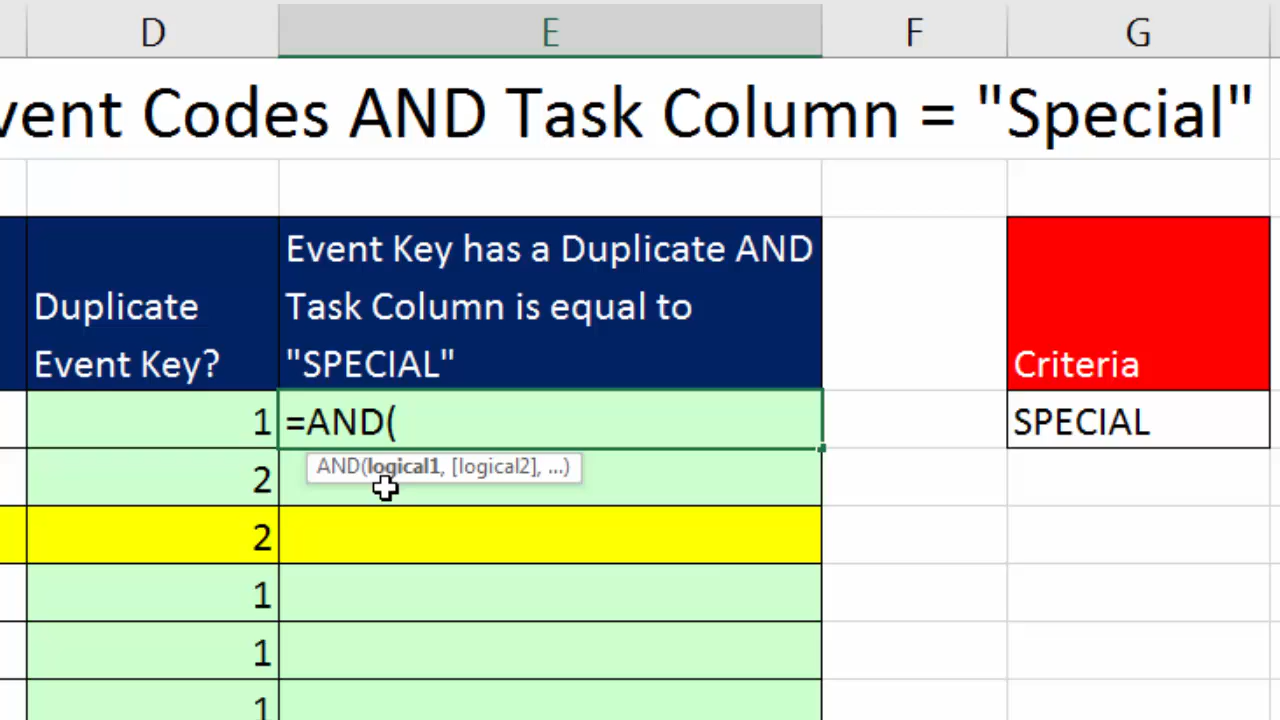 D E F G
vent Codes AND Task Column = "Special"
Event Key has a Duplicate AND
Task Column is equal to
"SPECIAL"
Duplicate
Event Key?
Criteria
1 =AND( SPECIAL
AND(logical1, [logical2], ...)
2
2
1
1
1